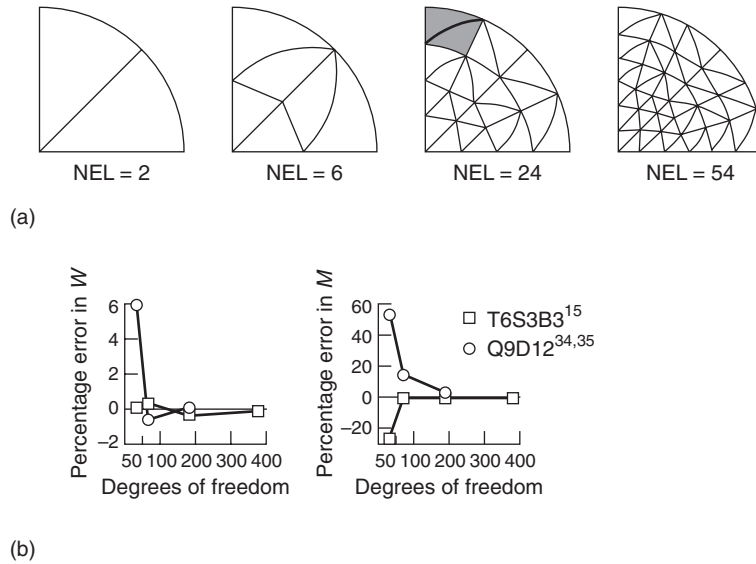 NEL = 2
NEL = 6
NEL = 24
NEL = 54
(a)
Percentage error in W
6
4
2
0
−2
50 100 200 300 400
Degrees of freedom
Percentage error in M
60
40
20
0
−20
50 100 200 300 400
Degrees of freedom
T6S3B3¹⁵
Q9D12³⁴,³⁵
(b)